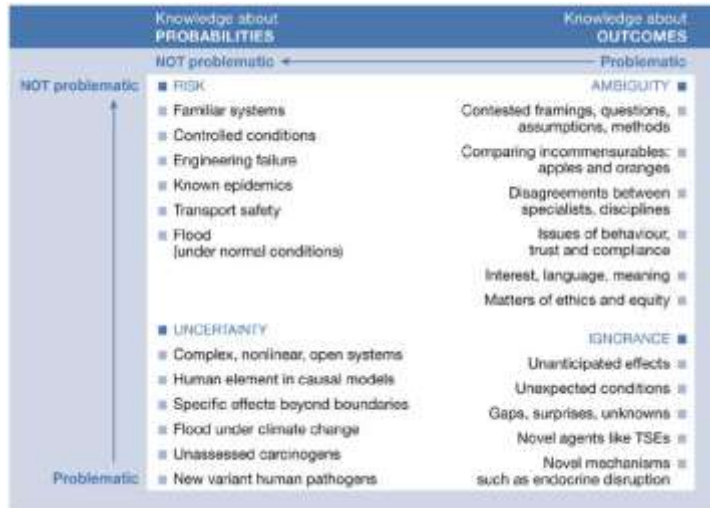 Knowledge about
PROBABILITIES
Knowledge about
OUTCOMES
NOT problematic
Problematic
NOT problematic
RISK
Familiar systems
Controlled conditions
Engineering failure
Known epidemics
Transport safety
Flood
(under normal conditions)
AMBIGUITY
Contested framings, questions,
assumptions, methods
Comparing incommensurables:
apples and oranges
Disagreements between
specialists, disciplines
Issues of behaviour,
trust and compliance
Interest, language, meaning
Matters of ethics and equity
UNCERTAINTY
Complex, nonlinear, open systems
Human element in causal models
Specific effects beyond boundaries
Flood under climate change
Unassessed carcinogens
New variant human pathogens
IGNORANCE
Unanticipated effects
Unexpected conditions
Gaps, surprises, unknowns
Novel agents like TSEs
Novel mechanisms
such as endocrine disruption
Problematic